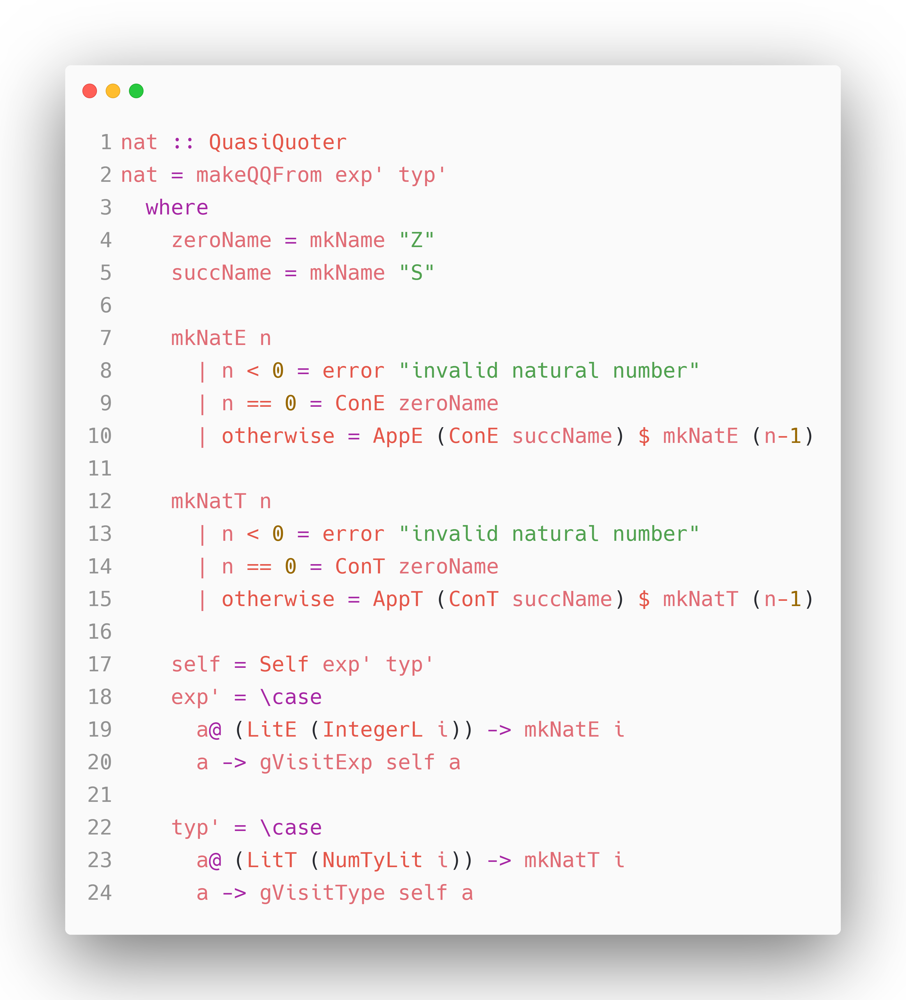 1 nat :: QuasiQuoter
2 nat = makeQQFrom exp' typ'
3   where
4     zeroName = mkName "Z"
5     succName = mkName "S"
6
7     mkNatE n
8       | n < 0 = error "invalid natural number"
9       | n == 0 = ConE zeroName
10       | otherwise = AppE (ConE succName) $ mkNatE (n-1)
11
12     mkNatT n
13       | n < 0 = error "invalid natural number"
14       | n == 0 = ConT zeroName
15       | otherwise = AppT (ConT succName) $ mkNatT (n-1)
16
17     self = Self exp' typ'
18     exp' = \case
19       a@ (LitE (IntegerL i)) -> mkNatE i
20       a -> gVisitExp self a
21
22     typ' = \case
23       a@ (LitT (NumTyLit i)) -> mkNatT i
24       a -> gVisitType self a